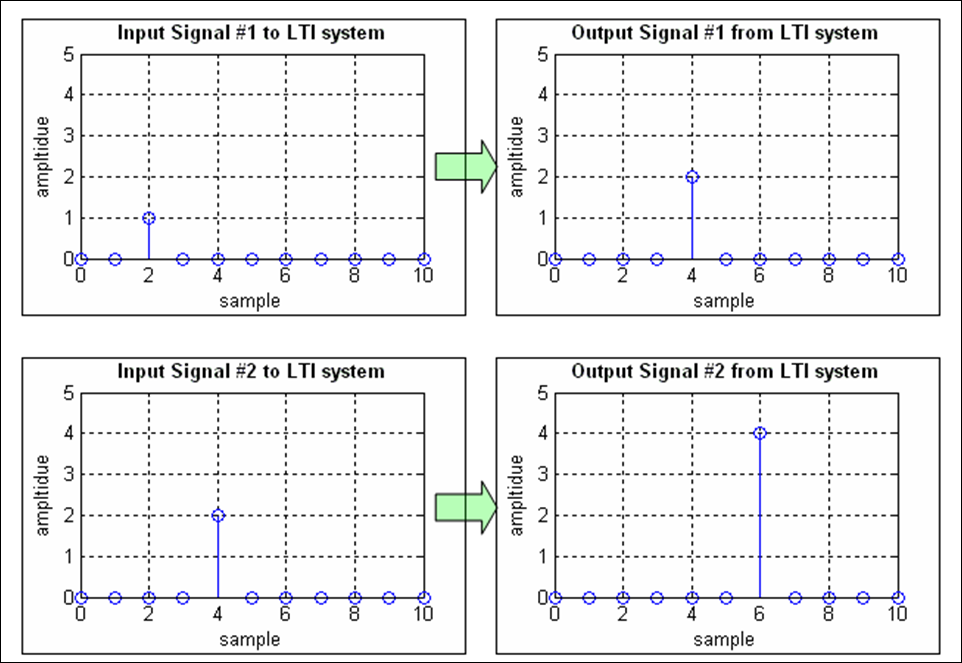 Input Signal #1 to LTI system
5
4
3
2
1
0
ampltidue
0 2 4 6 8 10
sample
Output Signal #1 from LTI system
5
4
3
2
1
0
ampltidue
0 2 4 6 8 10
sample
Input Signal #2 to LTI system
5
4
3
2
1
0
ampltidue
0 2 4 6 8 10
sample
Output Signal #2 from LTI system
5
4
3
2
1
0
ampltidue
0 2 4 6 8 10
sample